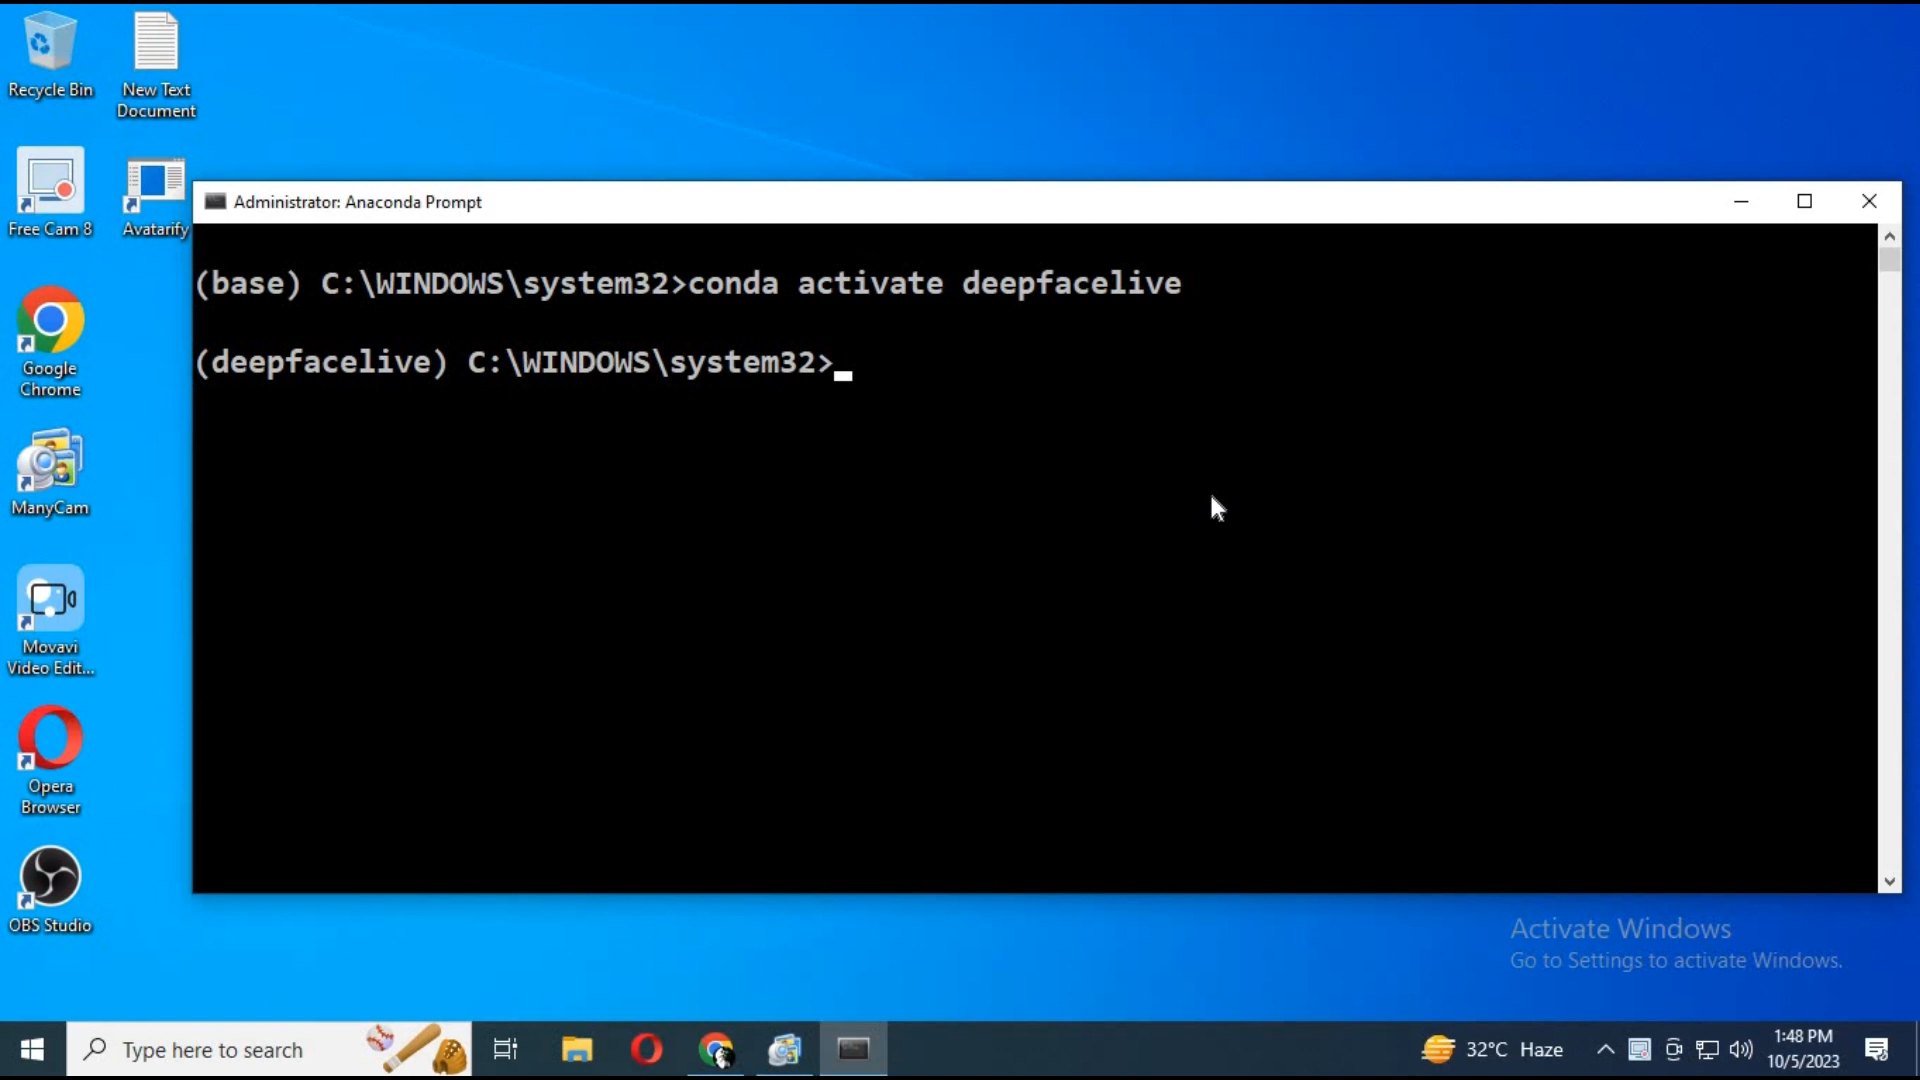 Recycle Bin
New Text
Document
Free Cam 8
Avatarify
Google
Chrome
ManyCam
Movavi
Video Edit...
Opera
Browser
OBS Studio
Administrator: Anaconda Prompt
(base) C:\WINDOWS\system32>conda activate deepfacelive
(deepfacelive) C:\WINDOWS\system32>
Activate Windows
Go to Settings to activate Windows.
Type here to search
32°C Haze
1:48 PM
10/5/2023